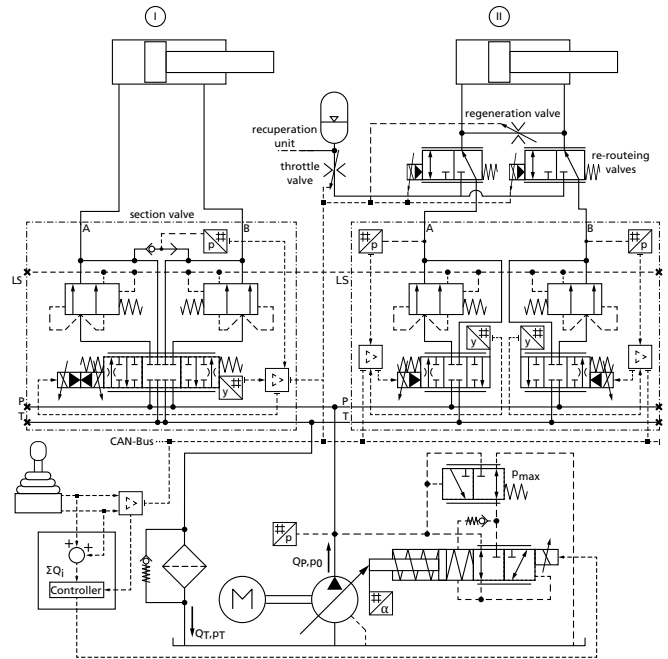 I
II
regeneration valve
recuperation
unit
throttle
valve
re-routeing
valves
section valve
A
B
A
B
p
p
p
LS
LS
y
y
y
P
P
T
T
CAN-Bus
pmax
p
+
+
ΣQi
Controller
QP,p0
M
α
QT,pT